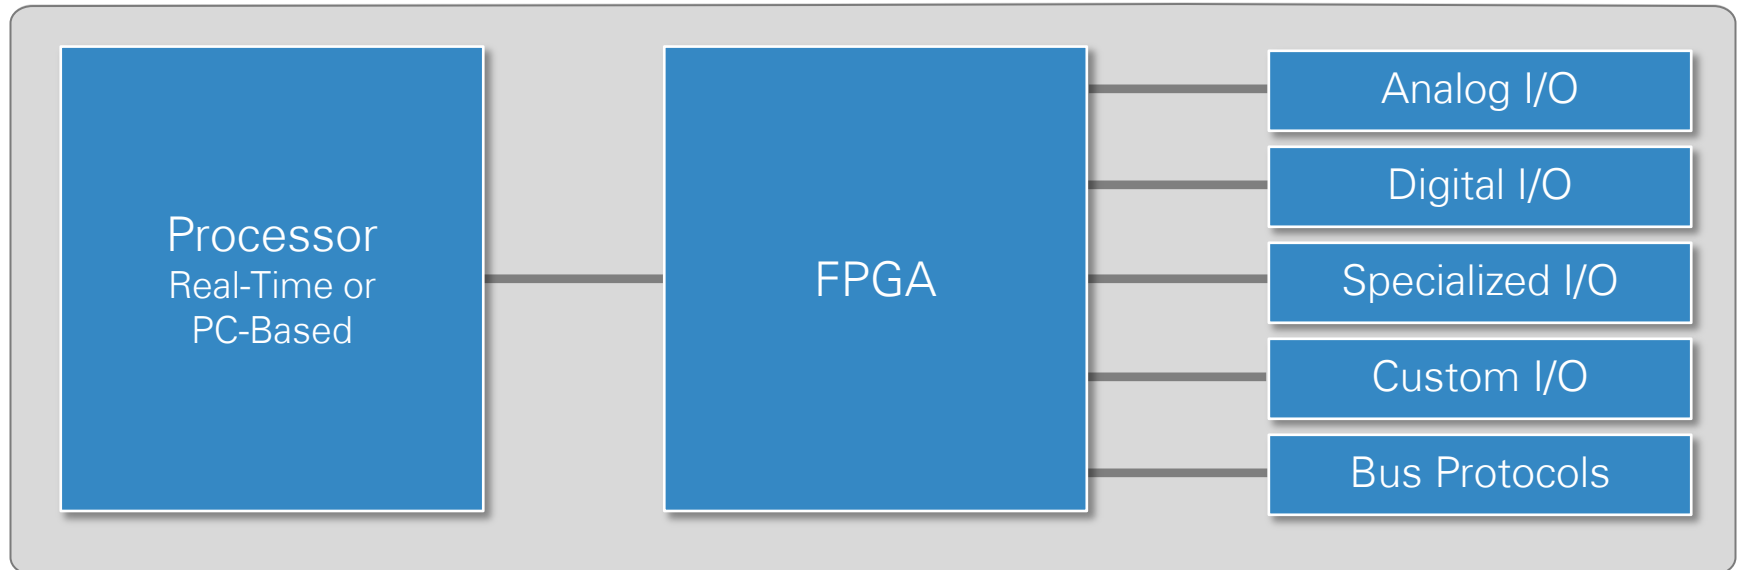 Processor
Real-Time or
PC-Based
FPGA
Analog I/O
Digital I/O
Specialized I/O
Custom I/O
Bus Protocols